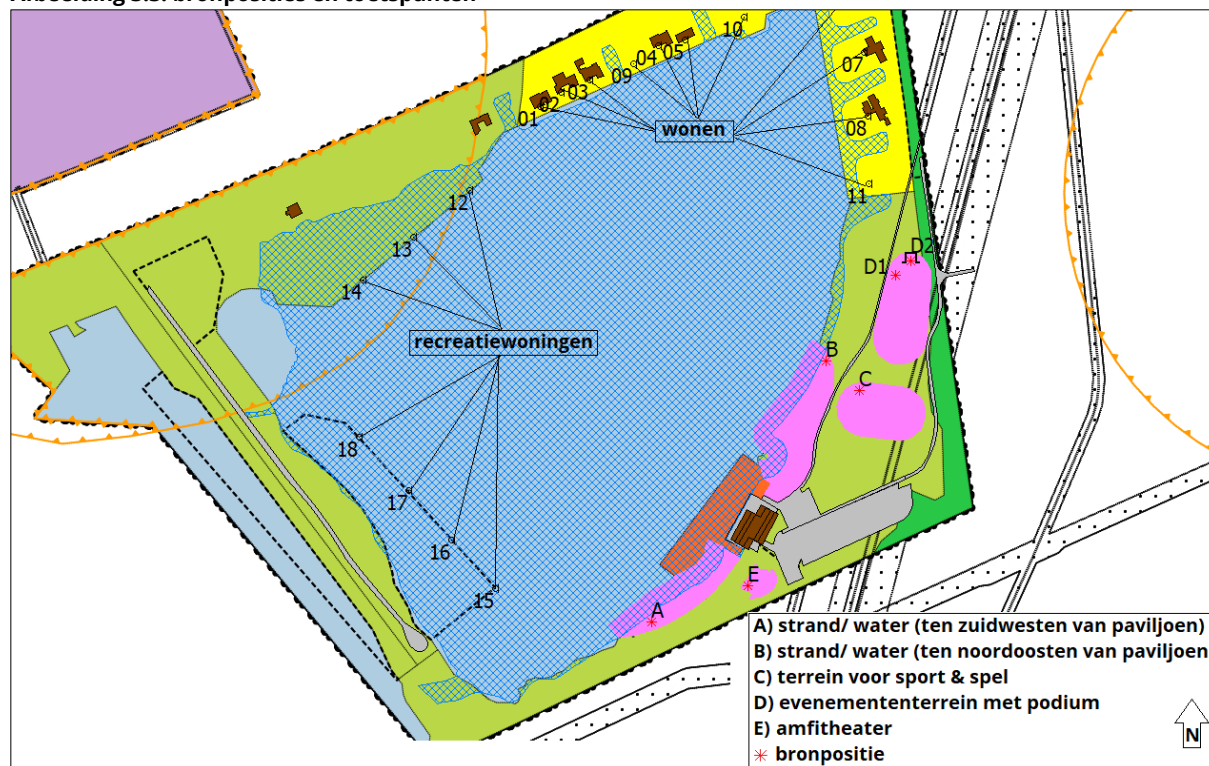 10
04 05
09
07
03
02
01
wonen
08
11
12
13
D2
D1
14
recreatiewoningen
B
C
18
17
16
E
15
A
A) strand/ water (ten zuidwesten van paviljoen)
B) strand/ water (ten noordoosten van paviljoen
C) terrein voor sport & spel
D) evenemententerrein met podium
E) amfitheater
bronpositie
N